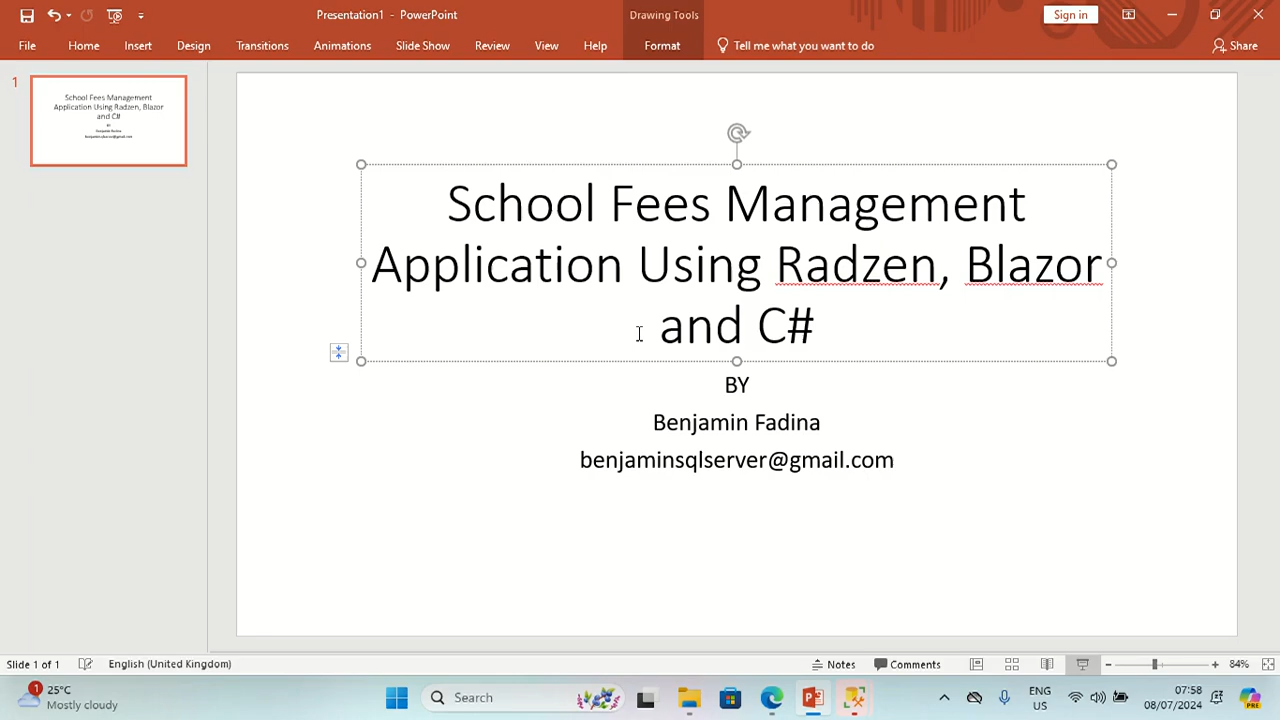 Presentation1 - PowerPoint
Drawing Tools
Sign in
File
Home
Insert
Design
Transitions
Animations
Slide Show
Review
View
Help
Format
Tell me what you want to do
Share
1
School Fees Management
Application Using Radzen, Blazor
and C#
BY
Benjamin Fadina
benjaminsqlserver@gmail.com
School Fees Management
Application Using Radzen, Blazor
and C#
BY
Benjamin Fadina
benjaminsqlserver@gmail.com
Slide 1 of 1
English (United Kingdom)
Notes
Comments
84%
1
25°C
Mostly cloudy
Search
ENG
US
07:58
08/07/2024
PRE